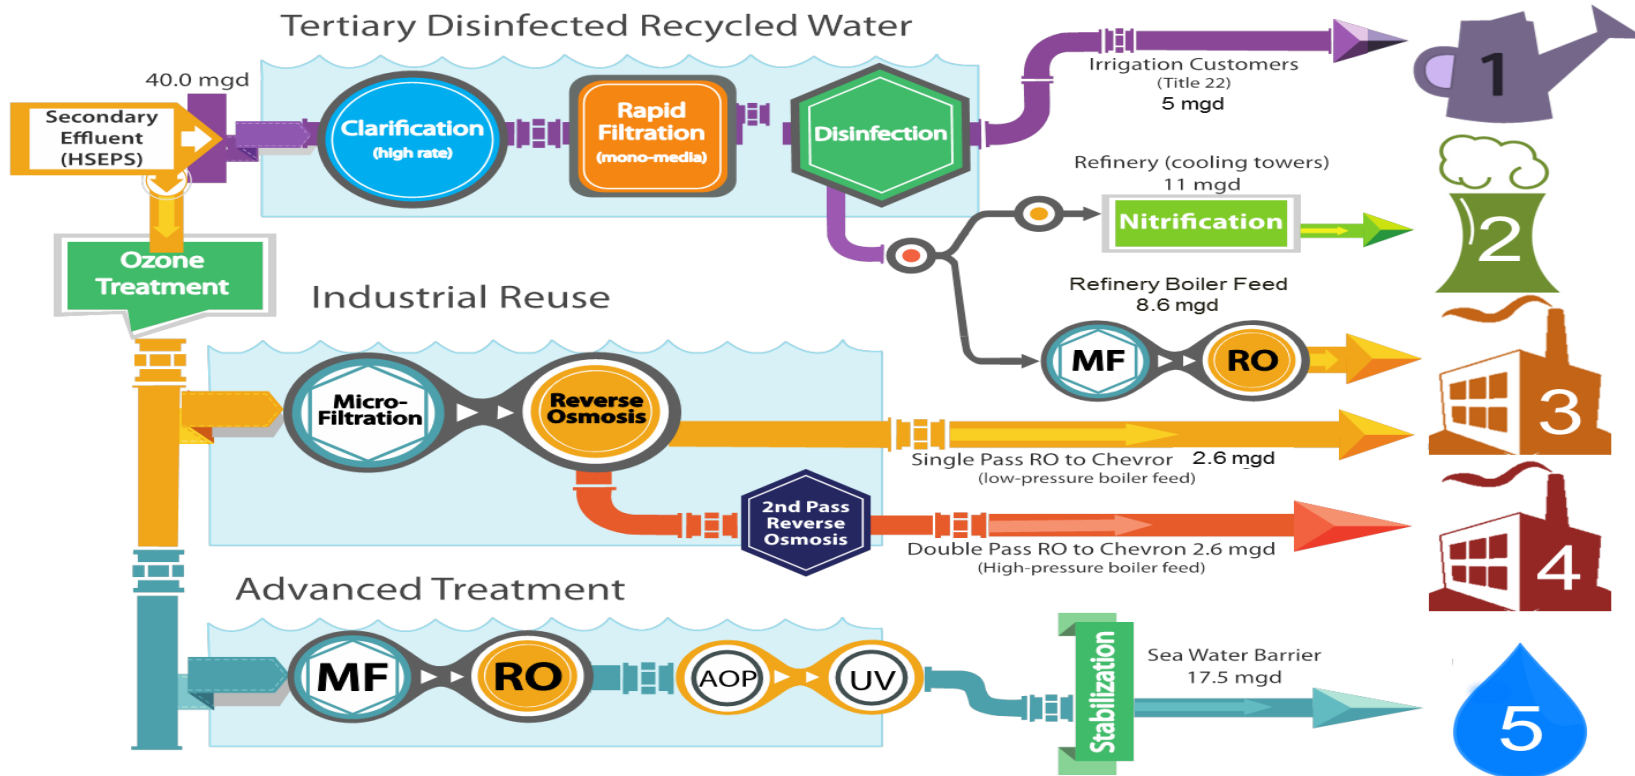 Tertiary Disinfected Recycled Water
40.0 mgd
Secondary
Effluent
(HSEPS)
Clarification
(high rate)
Rapid
Filtration
(mono-media)
Disinfection
Irrigation Customers
(Title 22)
5 mgd
1
Refinery (cooling towers)
11 mgd
Nitrification
2
Ozone
Treatment
Industrial Reuse
Refinery Boiler Feed
8.6 mgd
MF
RO
3
Micro-
Filtration
Reverse
Osmosis
Single Pass RO to Chevror 2.6 mgd
(low-pressure boiler feed)
2nd Pass
Reverse
Osmosis
Double Pass RO to Chevron 2.6 mgd
(High-pressure boiler feed)
4
Advanced Treatment
MF
RO
AOP
UV
Stabilization
Sea Water Barrier
17.5 mgd
5